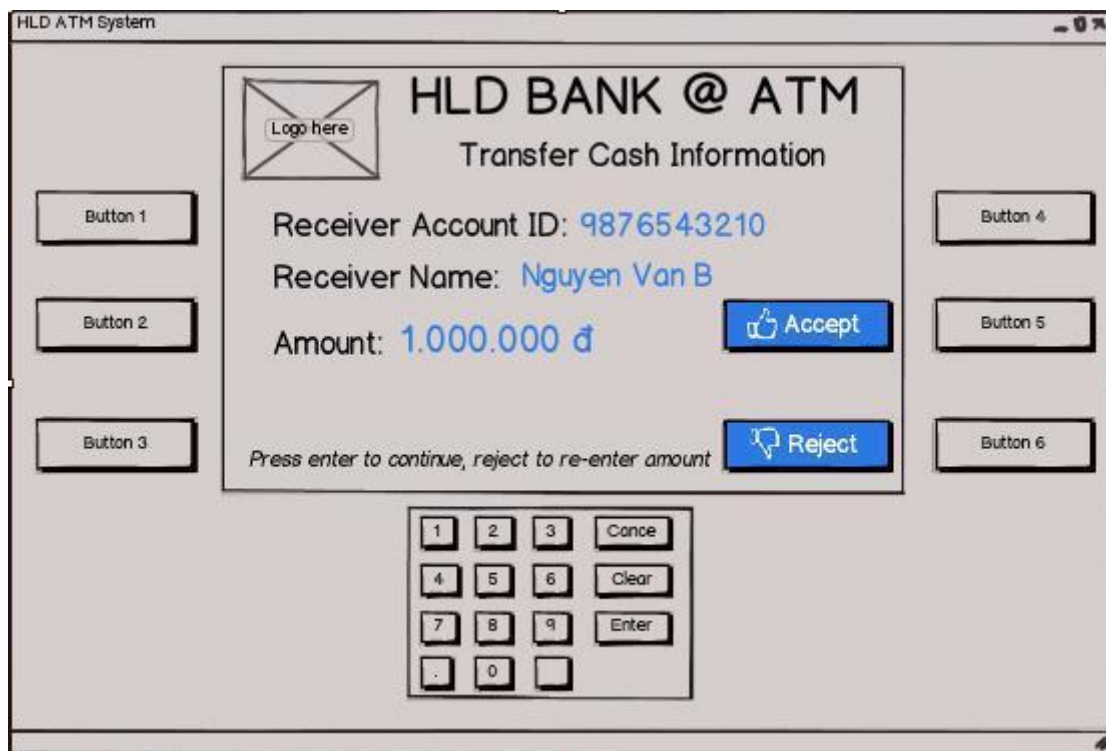 HLD ATM System
Logo here
HLD BANK @ ATM
Transfer Cash Information
Button 1
Receiver Account ID: 9876543210
Button 4
Receiver Name: Nguyen Van B
Button 2
Amount: 1.000.000 đ
Accept
Button 5
Button 3
Press enter to continue, reject to re-enter amount
Reject
Button 6
1 2 3 Cance
4 5 6 Clear
7 8 9 Enter
. 0